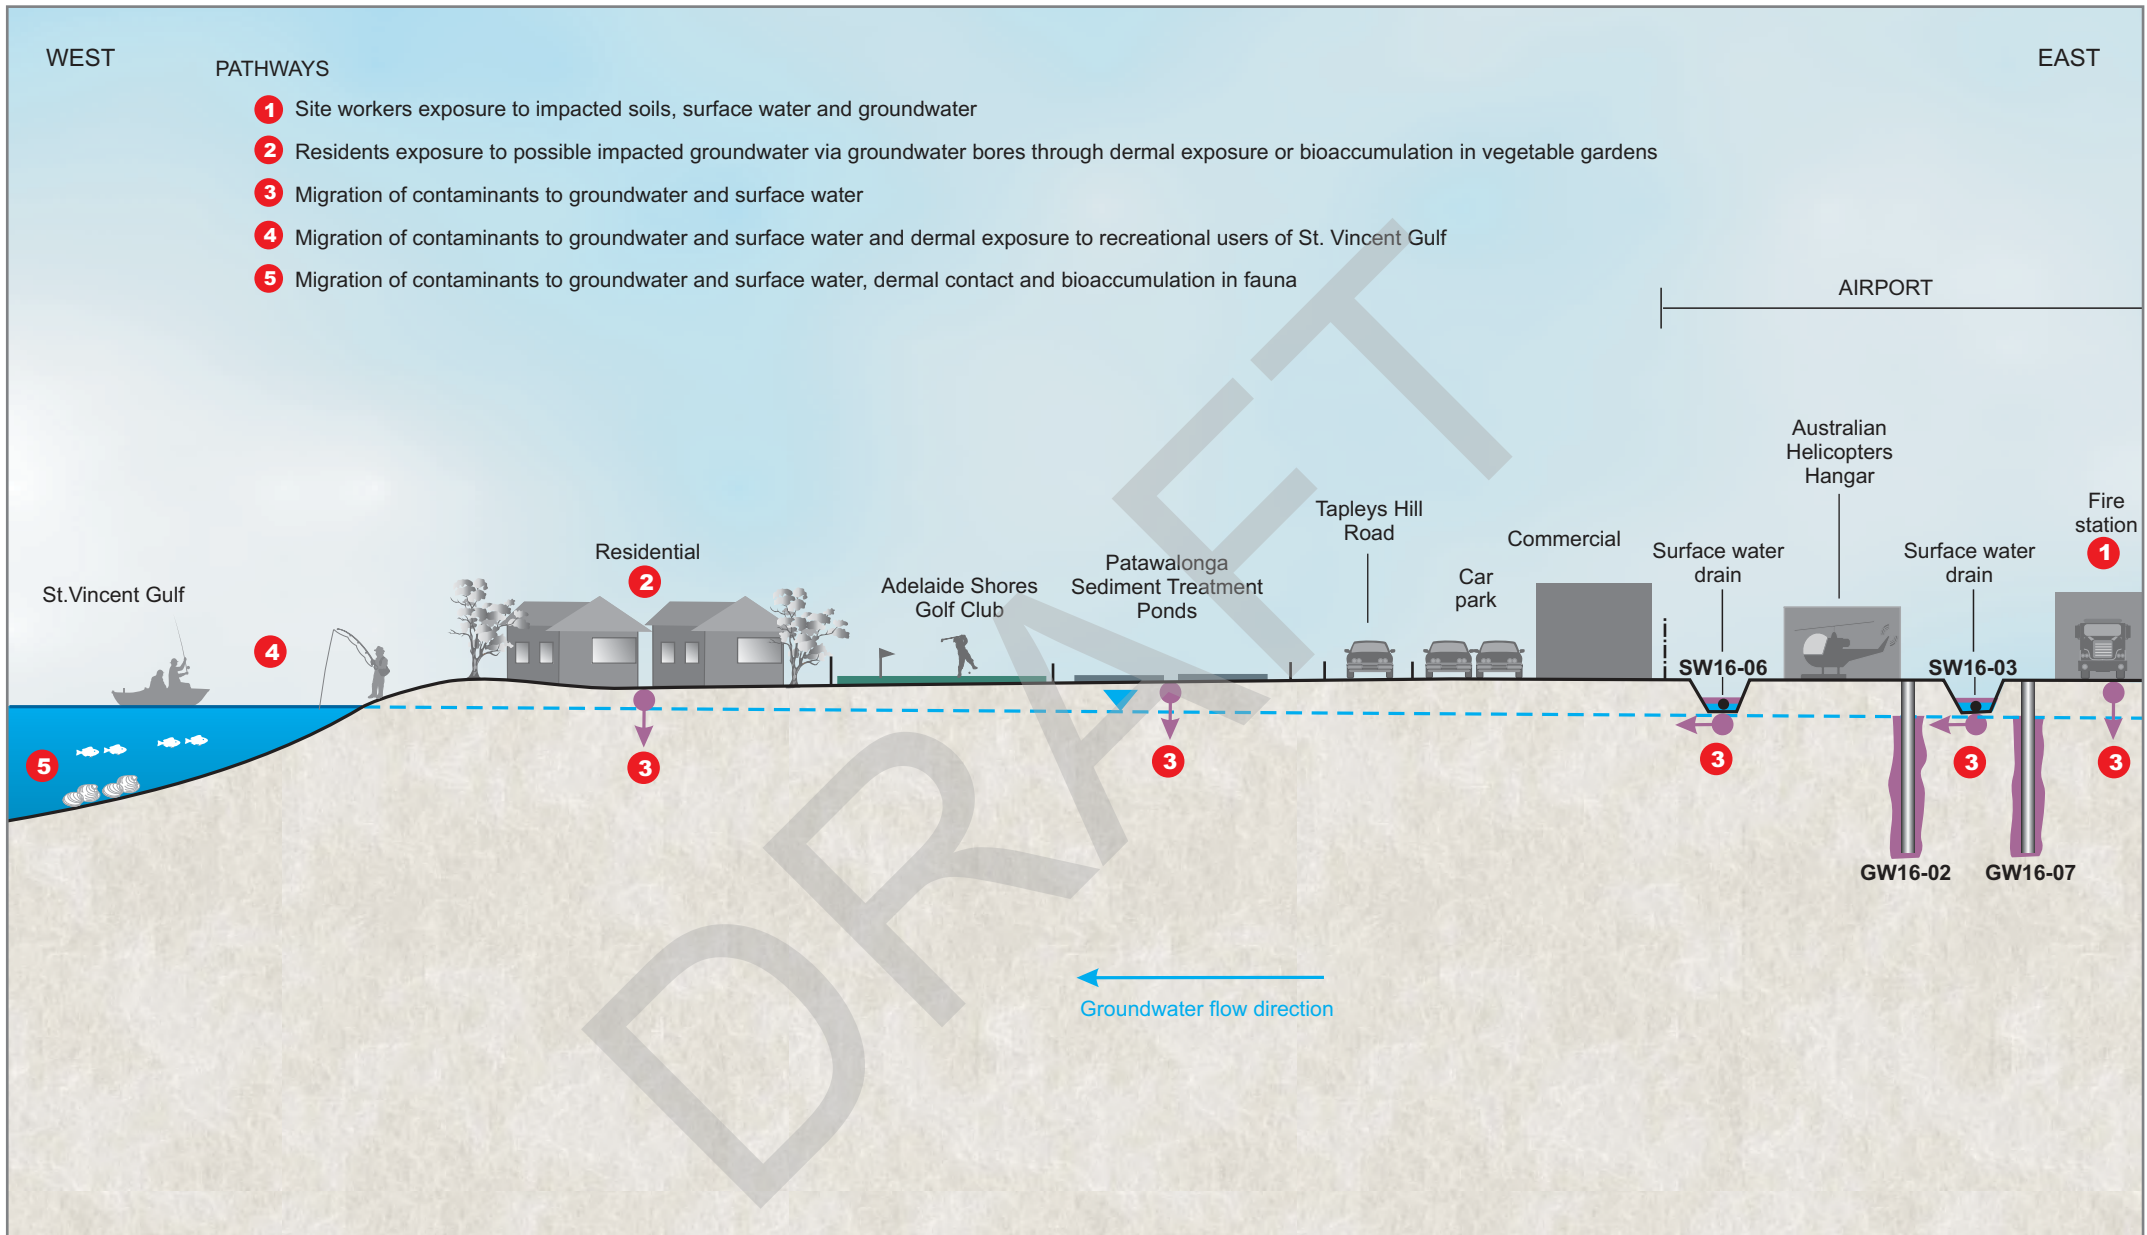 WEST
EAST
PATHWAYS
1 Site workers exposure to impacted soils, surface water and groundwater
2 Residents exposure to possible impacted groundwater via groundwater bores through dermal exposure or bioaccumulation in vegetable gardens
3 Migration of contaminants to groundwater and surface water
4 Migration of contaminants to groundwater and surface water and dermal exposure to recreational users of St. Vincent Gulf
5 Migration of contaminants to groundwater and surface water, dermal contact and bioaccumulation in fauna
AIRPORT
St.Vincent Gulf
4
5
Residential
2
3
Adelaide Shores
Golf Club
Patawalonga
Sediment Treatment
Ponds
3
Tapleys Hill
Road
Car
park
Commercial
Surface water
drain
SW16-06
3
Australian
Helicopters
Hangar
Surface water
drain
SW16-03
3
Fire
station
1
3
GW16-02
GW16-07
Groundwater flow direction
DRAFT